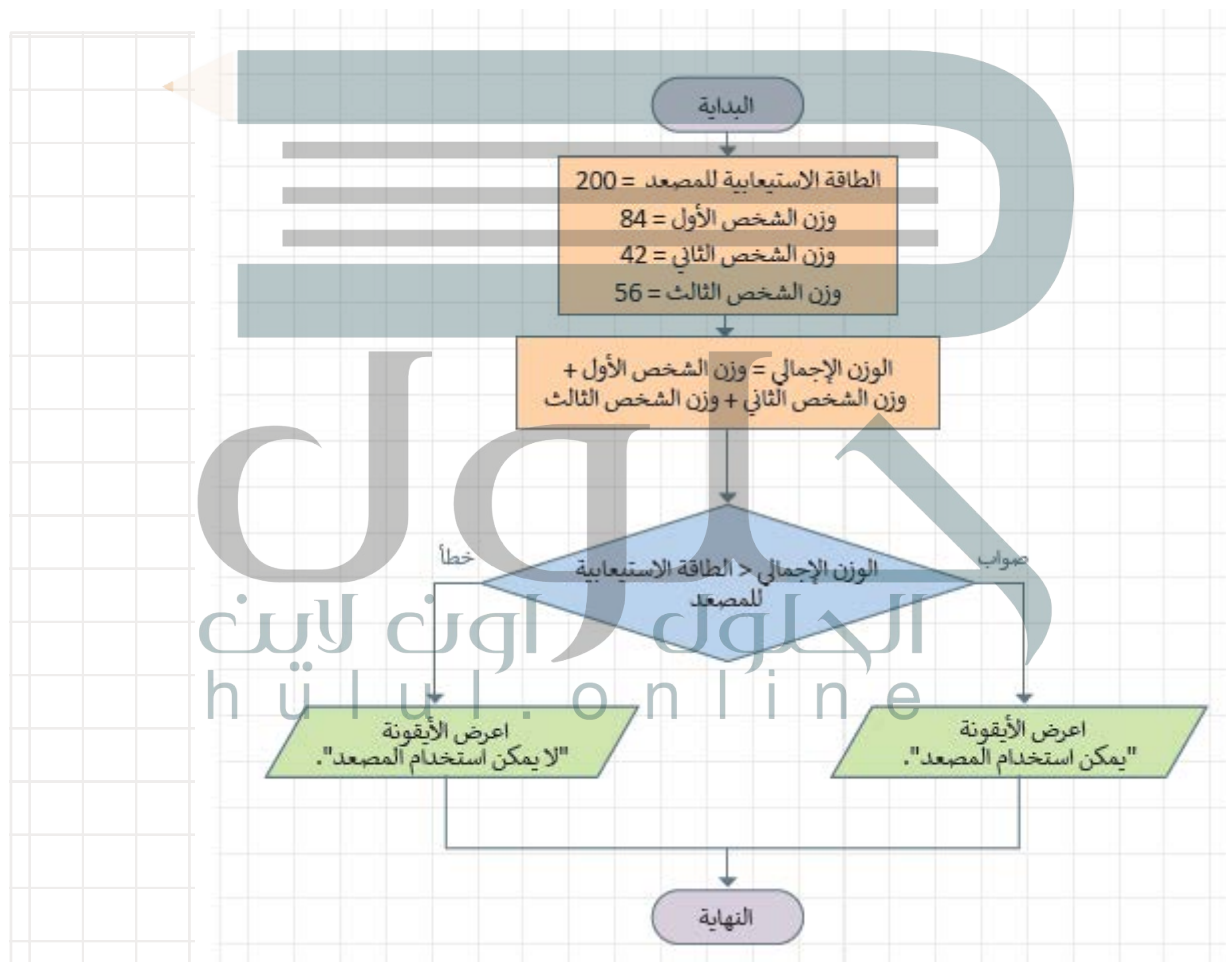 البداية
الطاقة الاستيعابية للمصعد = 200
وزن الشخص الأول = 84
وزن الشخص الثاني = 42
وزن الشخص الثالث = 56
الوزن الإجمالي = وزن الشخص الأول +
وزن الشخص الثاني + وزن الشخص الثالث
الوزن الإجمالي < الطاقة الاستيعابية
للمصعد
صواب
خطأ
اعرض الأيقونة
"يمكن استخدام المصعد".
اعرض الأيقونة
"لا يمكن استخدام المصعد".
النهاية
حلول
الحلول اون لاين
hülul.online